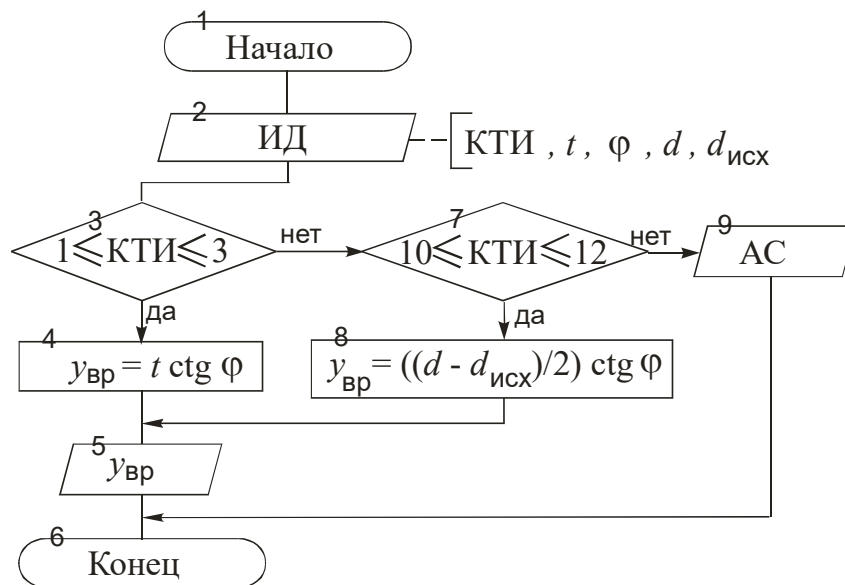 1
Начало
2
ИД
КТИ , t, φ , d, dисх
3
1≤КТИ≤3
нет
7
10≤КТИ≤12
нет
9
АС
да
да
4
yвр = t ctg φ
8
yвр = ((d - dисх)/2) ctg φ
5
yвр
6
Конец